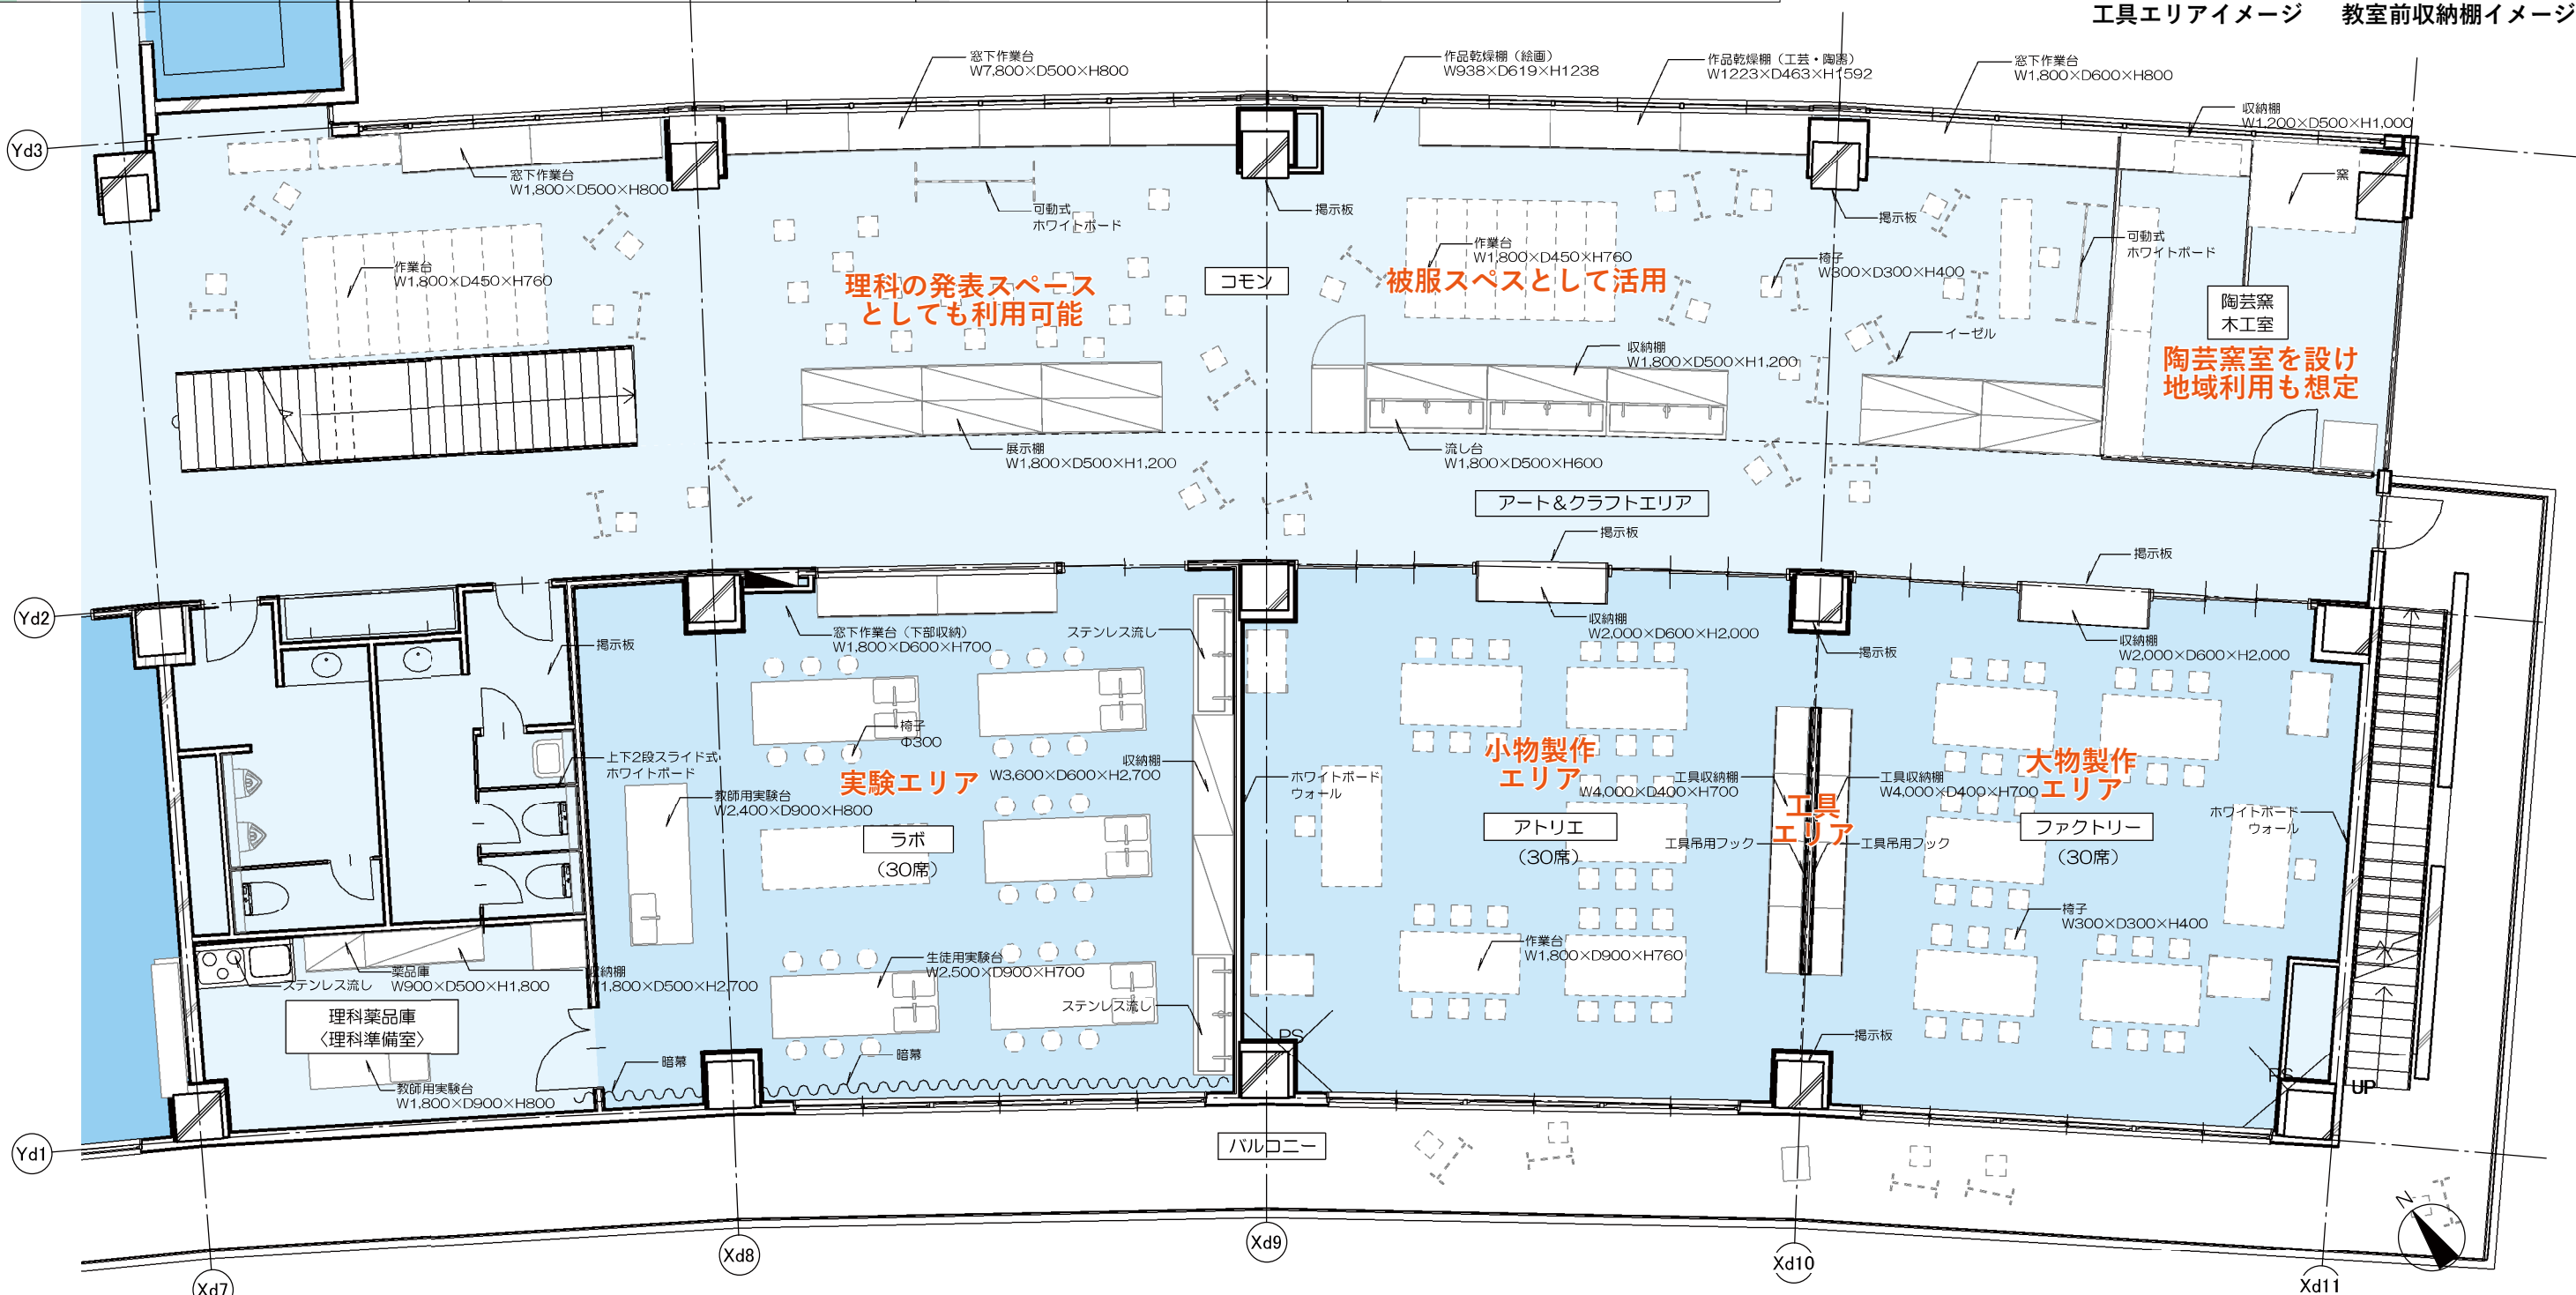 工具エリアイメージ　教室前収納棚イメージ
窓下作業台
W7,800×D500×H800
作品乾燥棚（絵画）
W938×D619×H1238
作品乾燥棚（工芸・陶器）
W1223×D463×H1592
窓下作業台
W1,800×D600×H800
収納棚
W1,200×D500×H1,000
Yd3
窓下作業台
W1,800×D500×H800
可動式
ホワイトボード
掲示板
掲示板
窯
作業台
W1,800×D450×H760
理科の発表スペース
としても利用可能
コモン
作業台
W1,800×D450×H760
被服スペスとして活用
椅子
W300×D300×H400
可動式
ホワイトボード
陶芸窯
木工室
イーゼル
陶芸窯室を設け
地域利用も想定
収納棚
W1,800×D500×H1,200
展示棚
W1,800×D500×H1,200
流し台
W1,800×D500×H600
アート＆クラフトエリア
掲示板
掲示板
Yd2
掲示板
窓下作業台（下部収納）
W1,800×D600×H700
ステンレス流し
収納棚
W2,000×D600×H2,000
掲示板
収納棚
W2,000×D600×H2,000
椅子
Φ300
上下2段スライド式
ホワイトボード
実験エリア
収納棚
W3,600×D600×H2,700
教師用実験台
W2,400×D900×H800
ラボ
（30席）
ホワイトボード
ウォール
小物製作
エリア
工具収納棚
W4,000×D400×H700
工具
エリア
工具収納棚
W4,000×D400×H700
大物製作
エリア
アトリエ
（30席）
工具吊用フック
工具吊用フック
ファクトリー
（30席）
ホワイトボード
ウォール
椅子
W300×D300×H400
作業台
W1,800×D900×H760
生徒用実験台
W2,500×D900×H700
ステンレス流し
ステンレス流し
薬品庫
W900×D500×H1,800
収納棚
W1,800×D500×H2,700
理科薬品庫
〈理科準備室〉
教師用実験台
W1,800×D900×H800
暗幕
暗幕
PS
掲示板
PS
UP
Yd1
バルコニー
N
Xd7
Xd8
Xd9
Xd10
Xd11